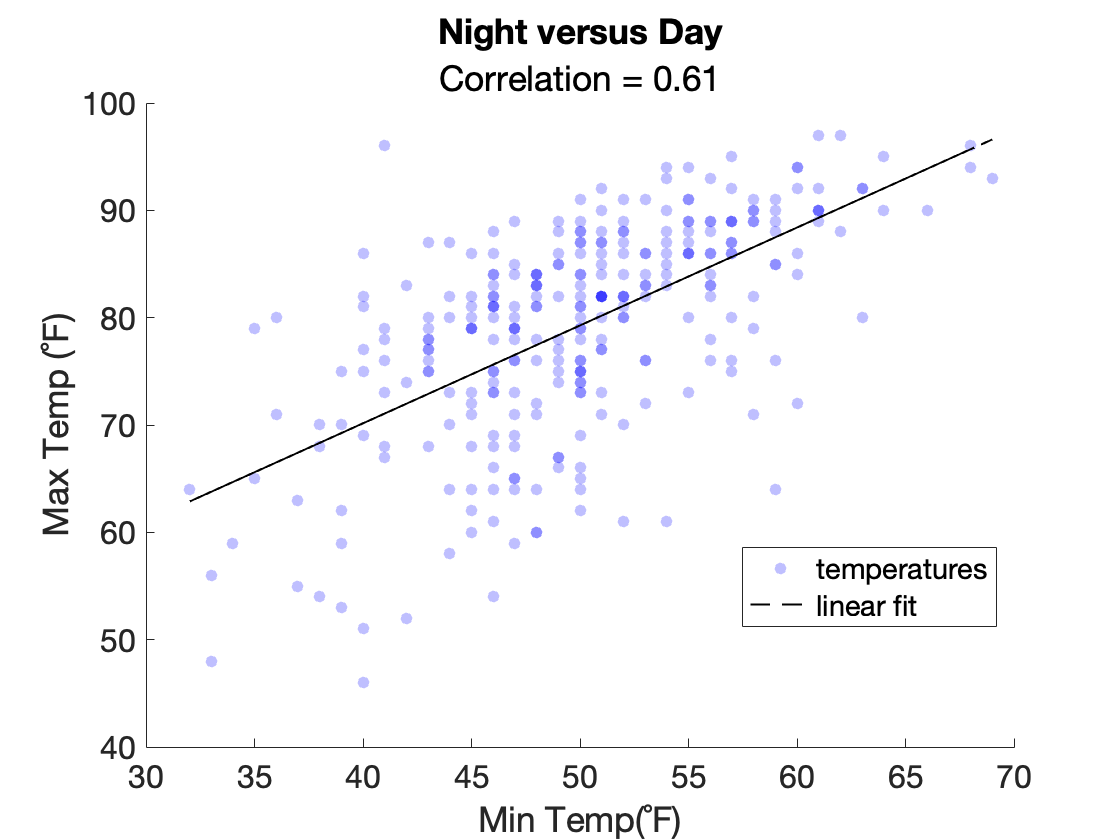 Night versus Day
Correlation = 0.61
100
90
80
70
60
50
40
Max Temp (°F)
temperatures
linear fit
30 35 40 45 50 55 60 65 70
Min Temp(°F)